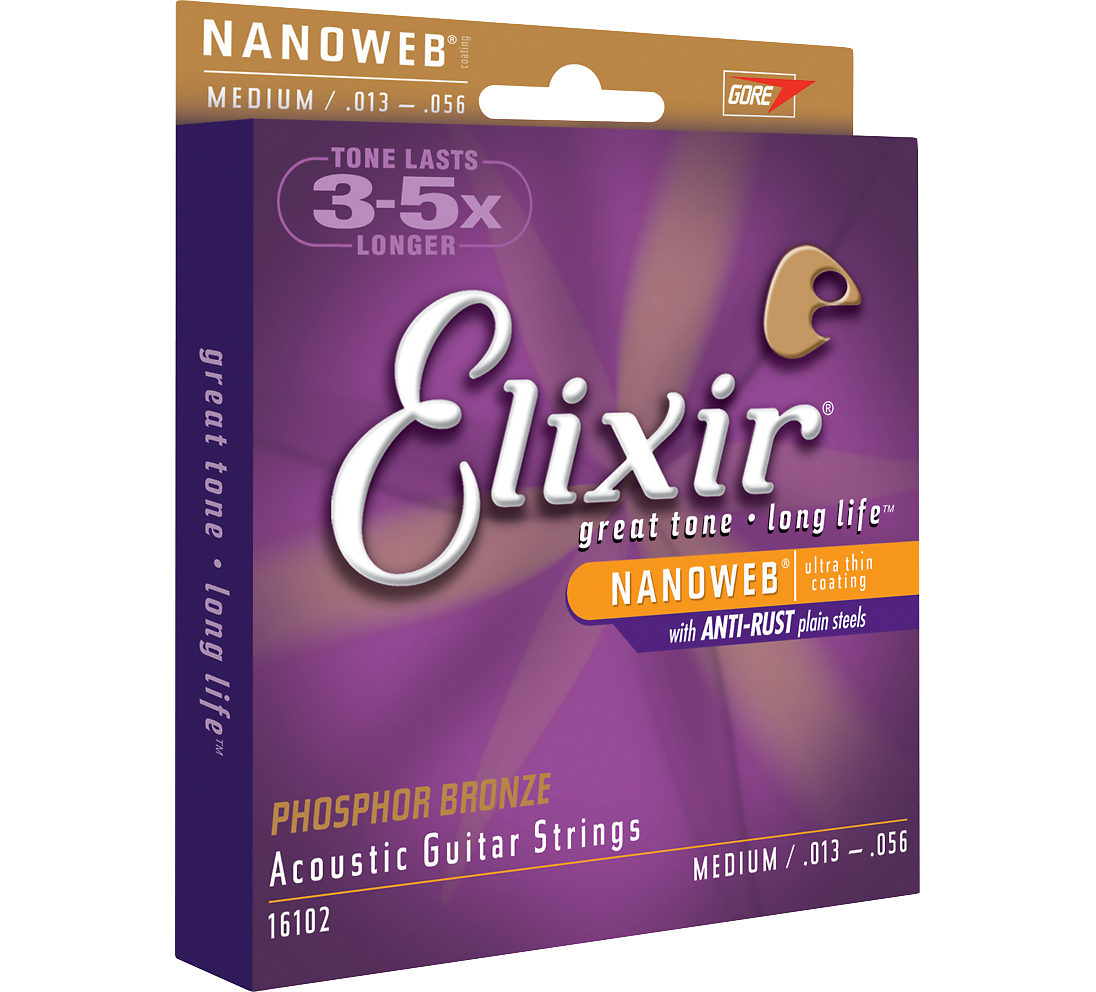 NANOWEB® coating
MEDIUM / .013 – .056
GORE
TONE LASTS
3-5x
LONGER
e
Elixir®
great tone • long life™
NANOWEB® ultra thin
coating
with ANTI-RUST plain steels
great tone • long life™
PHOSPHOR BRONZE
Acoustic Guitar Strings
MEDIUM / .013 – .056
16102